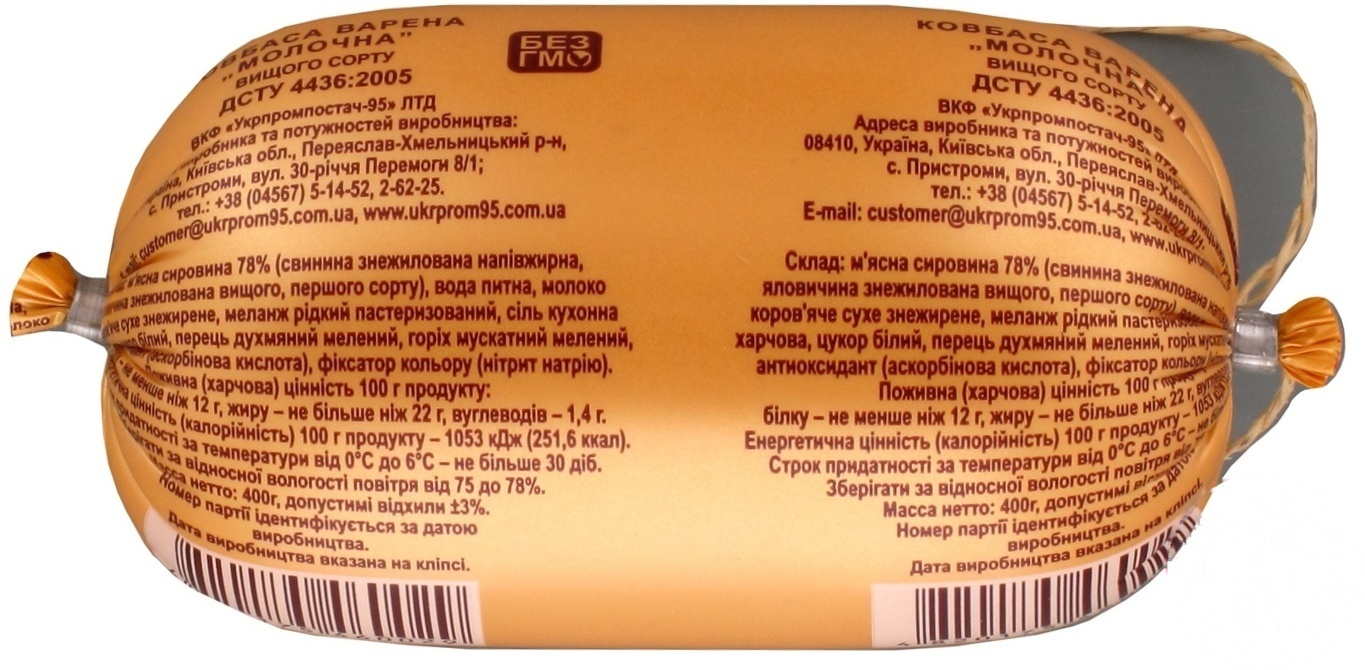 ВАРЕНА
"МОЛОЧНА"
ВИЩОГО СОРТУ
ДСТУ 4436:2005
ВКФ «Укрпромпостач-95» ЛТД
та потужностей виробництва:
Київська обл., Переяслав-Хмельницький р-н,
с. Пристроми, вул. 30-річчя Перемоги 8/1;
тел.: +38 (04567) 5-14-52, 2-62-25.
customer@ukrprom95.com.ua, www.ukrprom95.com.ua
м'ясна сировина 78% (свинина знежилована напівжирна,
знежилована вищого, першого сорту), вода питна, молоко
сухе знежирене, меланж рідкий пастеризований, сіль кухонна
білий, перець духмяний мелений, горіх мускатний мелений,
(аскорбінова кислота), фіксатор кольору (нітрит натрію).
Поживна (харчова) цінність 100 г продукту:
не менше ніж 12 г, жиру – не більше ніж 22 г, вуглеводів – 1,4 г.
цінність (калорійність) 100 г продукту – 1053 кДж (251,6 ккал).
придатності за температури від 0°С до 6°С – не більше 30 діб.
за відносної вологості повітря від 75 до 78%.
нетто: 400г, допустимі відхили ±3%.
Номер партії ідентифікується за датою
виробництва.
Дата виробництва вказана на кліпсі.
БЕЗ
ГМО
КОВБАСА ВАРЕНА
„МОЛОЧНА"
ВИЩОГО СОРТУ
ДСТУ 4436:2005
ВКФ «Укрпромпостач-95»
Адреса виробника та потужностей
08410, Україна, Київська обл., Переяслав-Хмельницький
с. Пристроми, вул. 30-річчя Перемоги 8/1;
тел.: +38 (04567) 5-14-52,
E-mail: customer@ukrprom95.com.ua, www.ukrprom95.com
Склад: м'ясна сировина 78% (свинина знежилована
яловичина знежилована вищого, першого сорту), вода
коров'яче сухе знежирене, меланж рідкий
харчова, цукор білий, перець духмяний мелений, горіх
антиоксидант (аскорбінова кислота), фіксатор кольору
Поживна (харчова) цінність 100 г
білку – не менше ніж 12 г, жиру – не більше ніж 22 г,
Енергетична цінність (калорійність) 100 г продукту – 1053
Строк придатності за температури від 0°С до 6°С – не
Зберігати за відносної вологості повітря від
Масса нетто: 400г, допустимі
Номер партії ідентифікується за
виробництва.
Дата виробництва вказана на кліпсі.